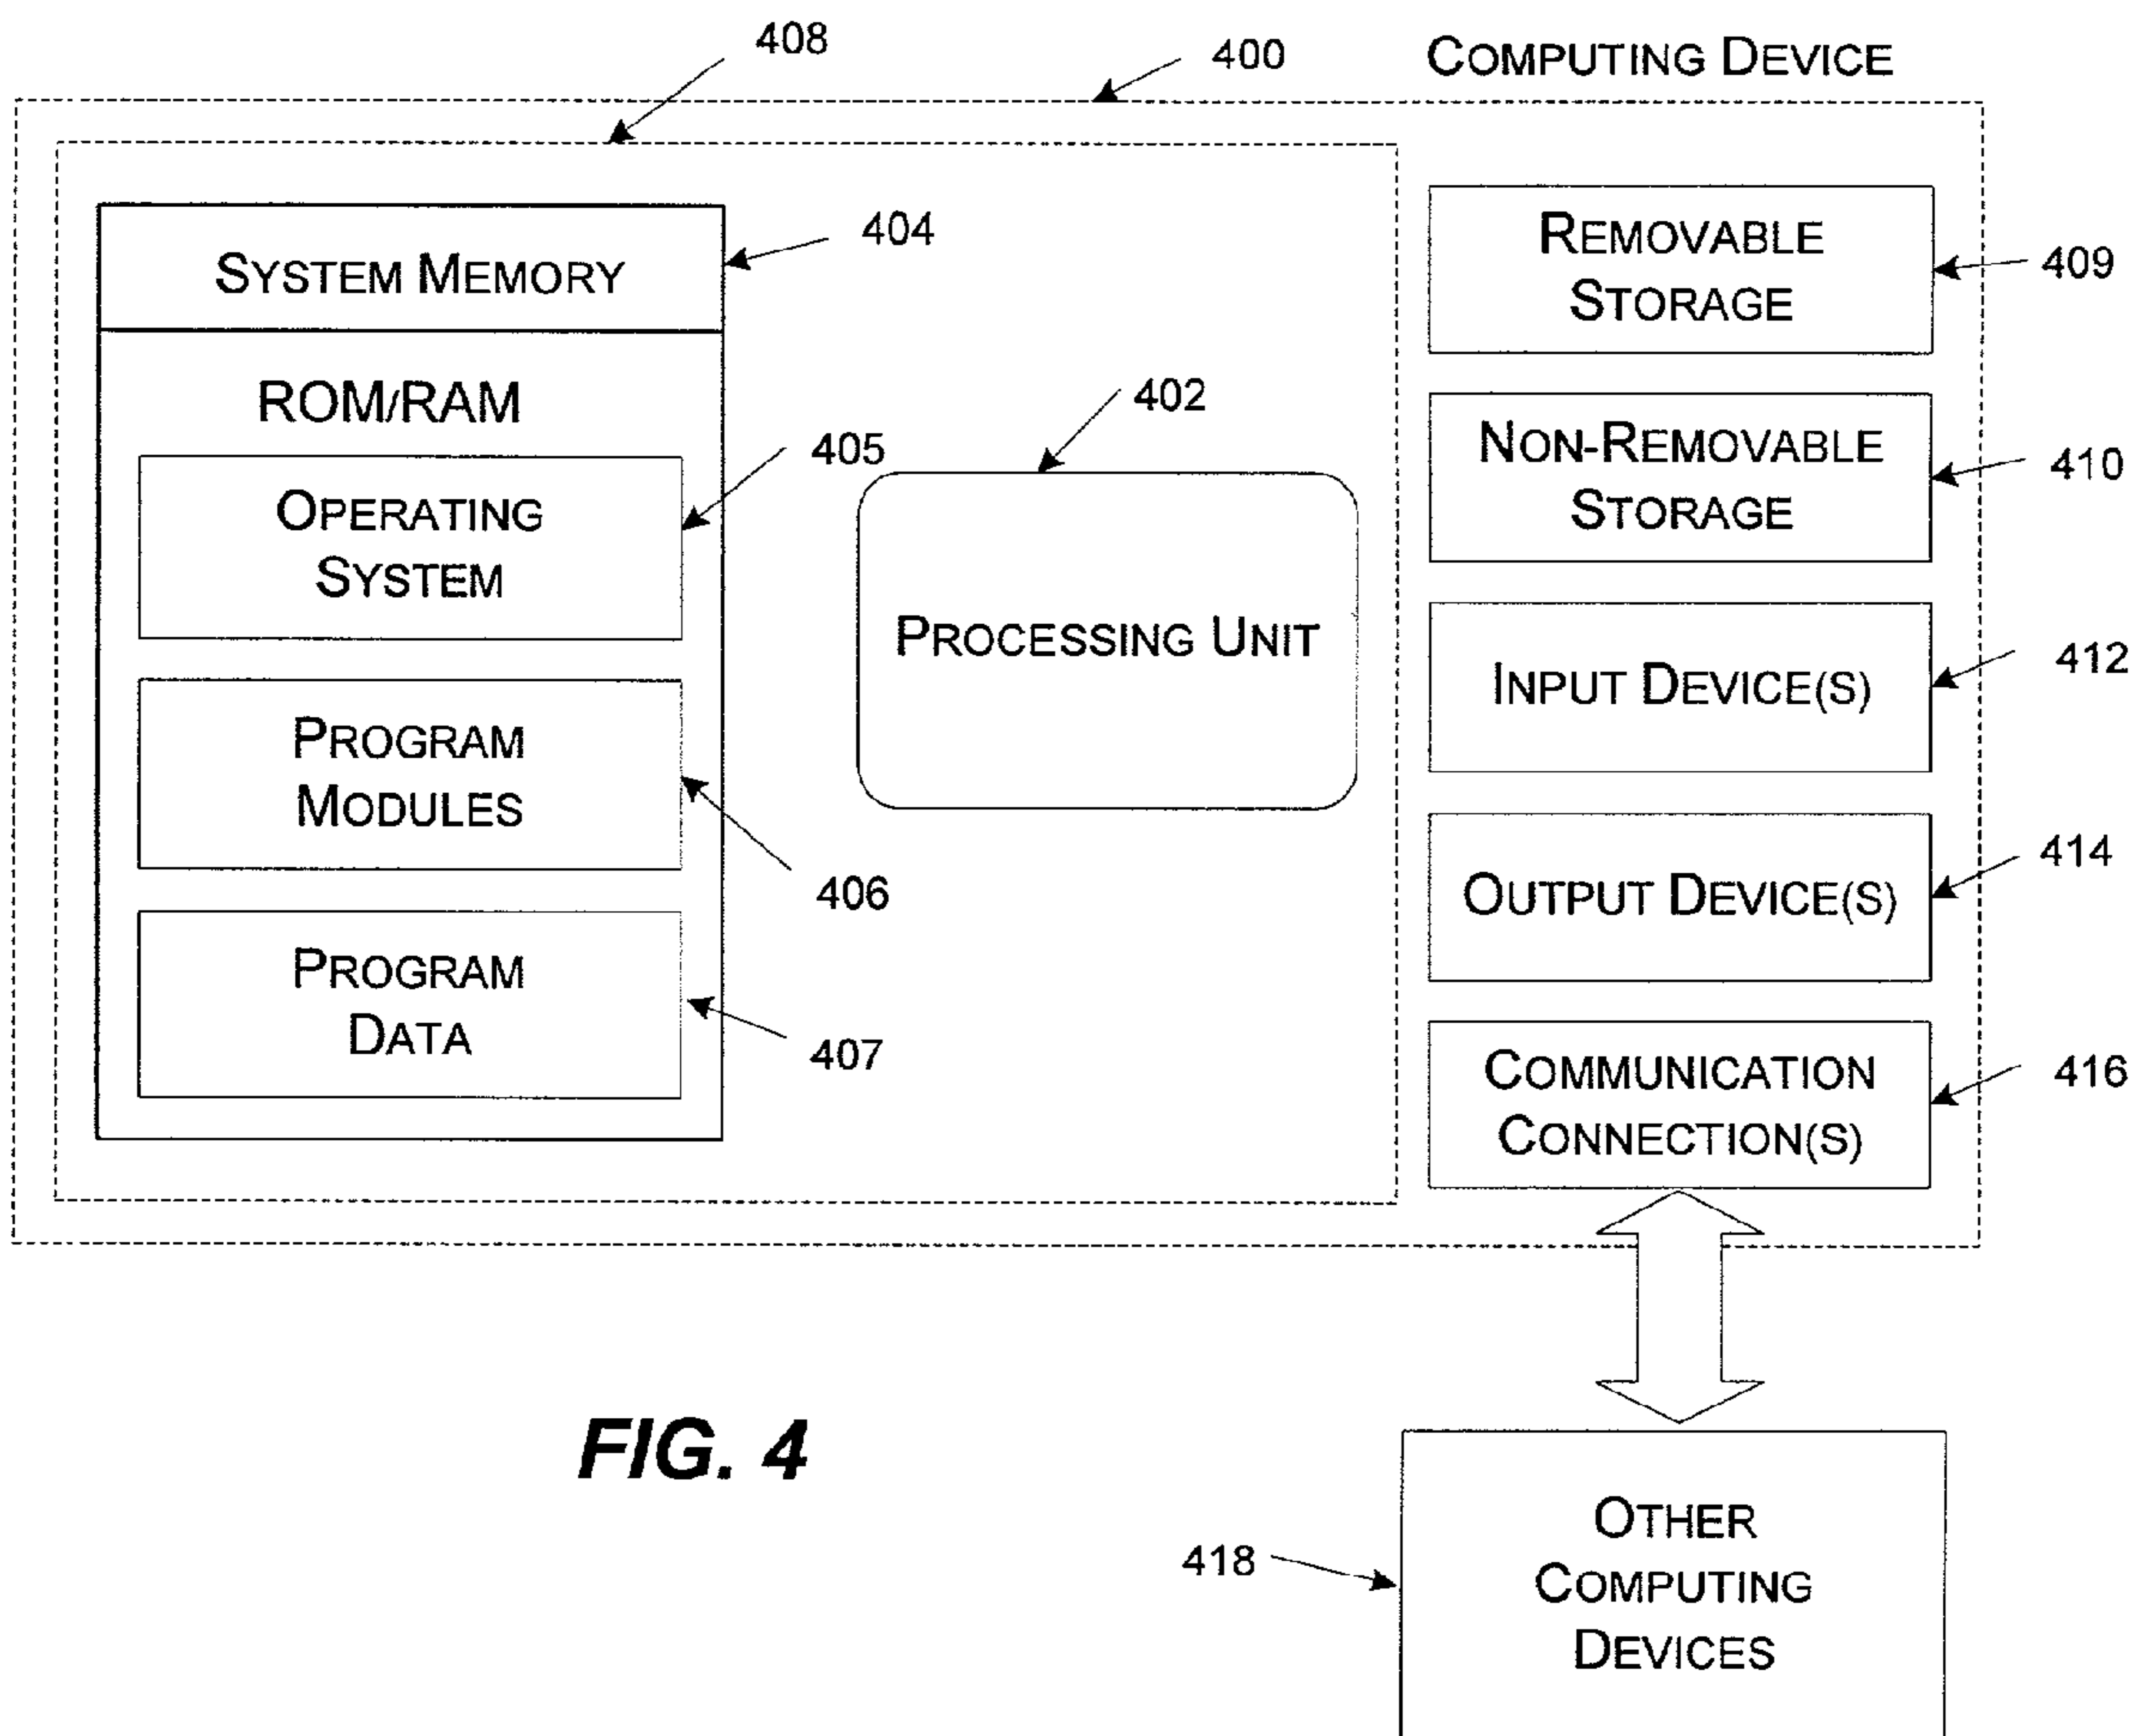 408
400
COMPUTING DEVICE
SYSTEM MEMORY
404
ROM/RAM
405
OPERATING
SYSTEM
PROGRAM
MODULES
406
PROGRAM
DATA
407
402
PROCESSING UNIT
REMOVABLE
STORAGE
409
NON-REMOVABLE
STORAGE
410
INPUT DEVICE(S)
412
OUTPUT DEVICE(S)
414
COMMUNICATION
CONNECTION(S)
416
FIG. 4
418
OTHER
COMPUTING
DEVICES